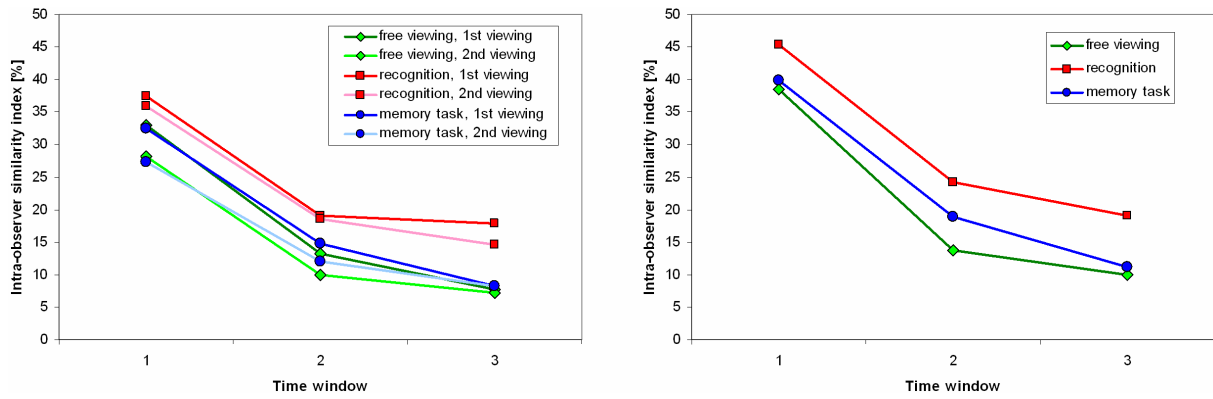 Intra-observer similarity index [%]
50
45
40
35
30
25
20
15
10
5
0
free viewing, 1st viewing
free viewing, 2nd viewing
recognition, 1st viewing
recognition, 2nd viewing
memory task, 1st viewing
memory task, 2nd viewing
1 2 3
Time window
Intra-observer similarity index [%]
50
45
40
35
30
25
20
15
10
5
0
free viewing
recognition
memory task
1 2 3
Time window